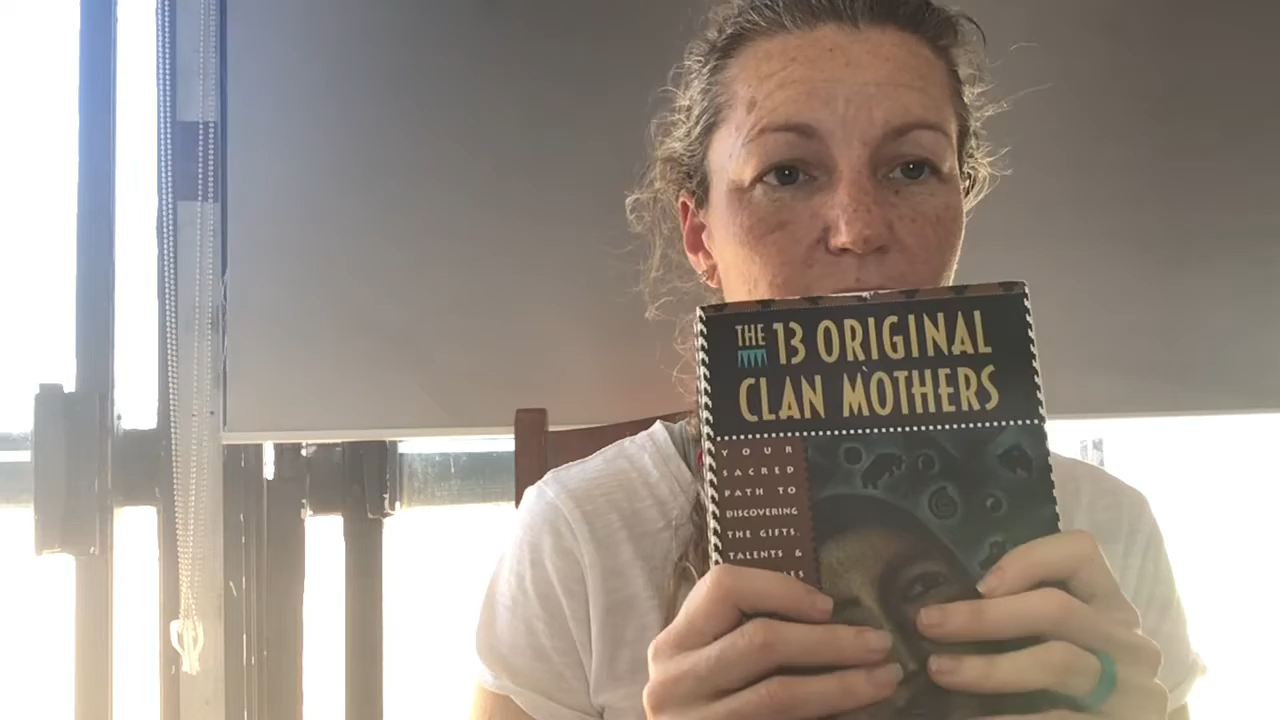 THE 13 ORIGINAL
CLAN MOTHERS
YOUR
SACRED
PATH TO
DISCOVERING
THE GIFTS,
TALENTS &